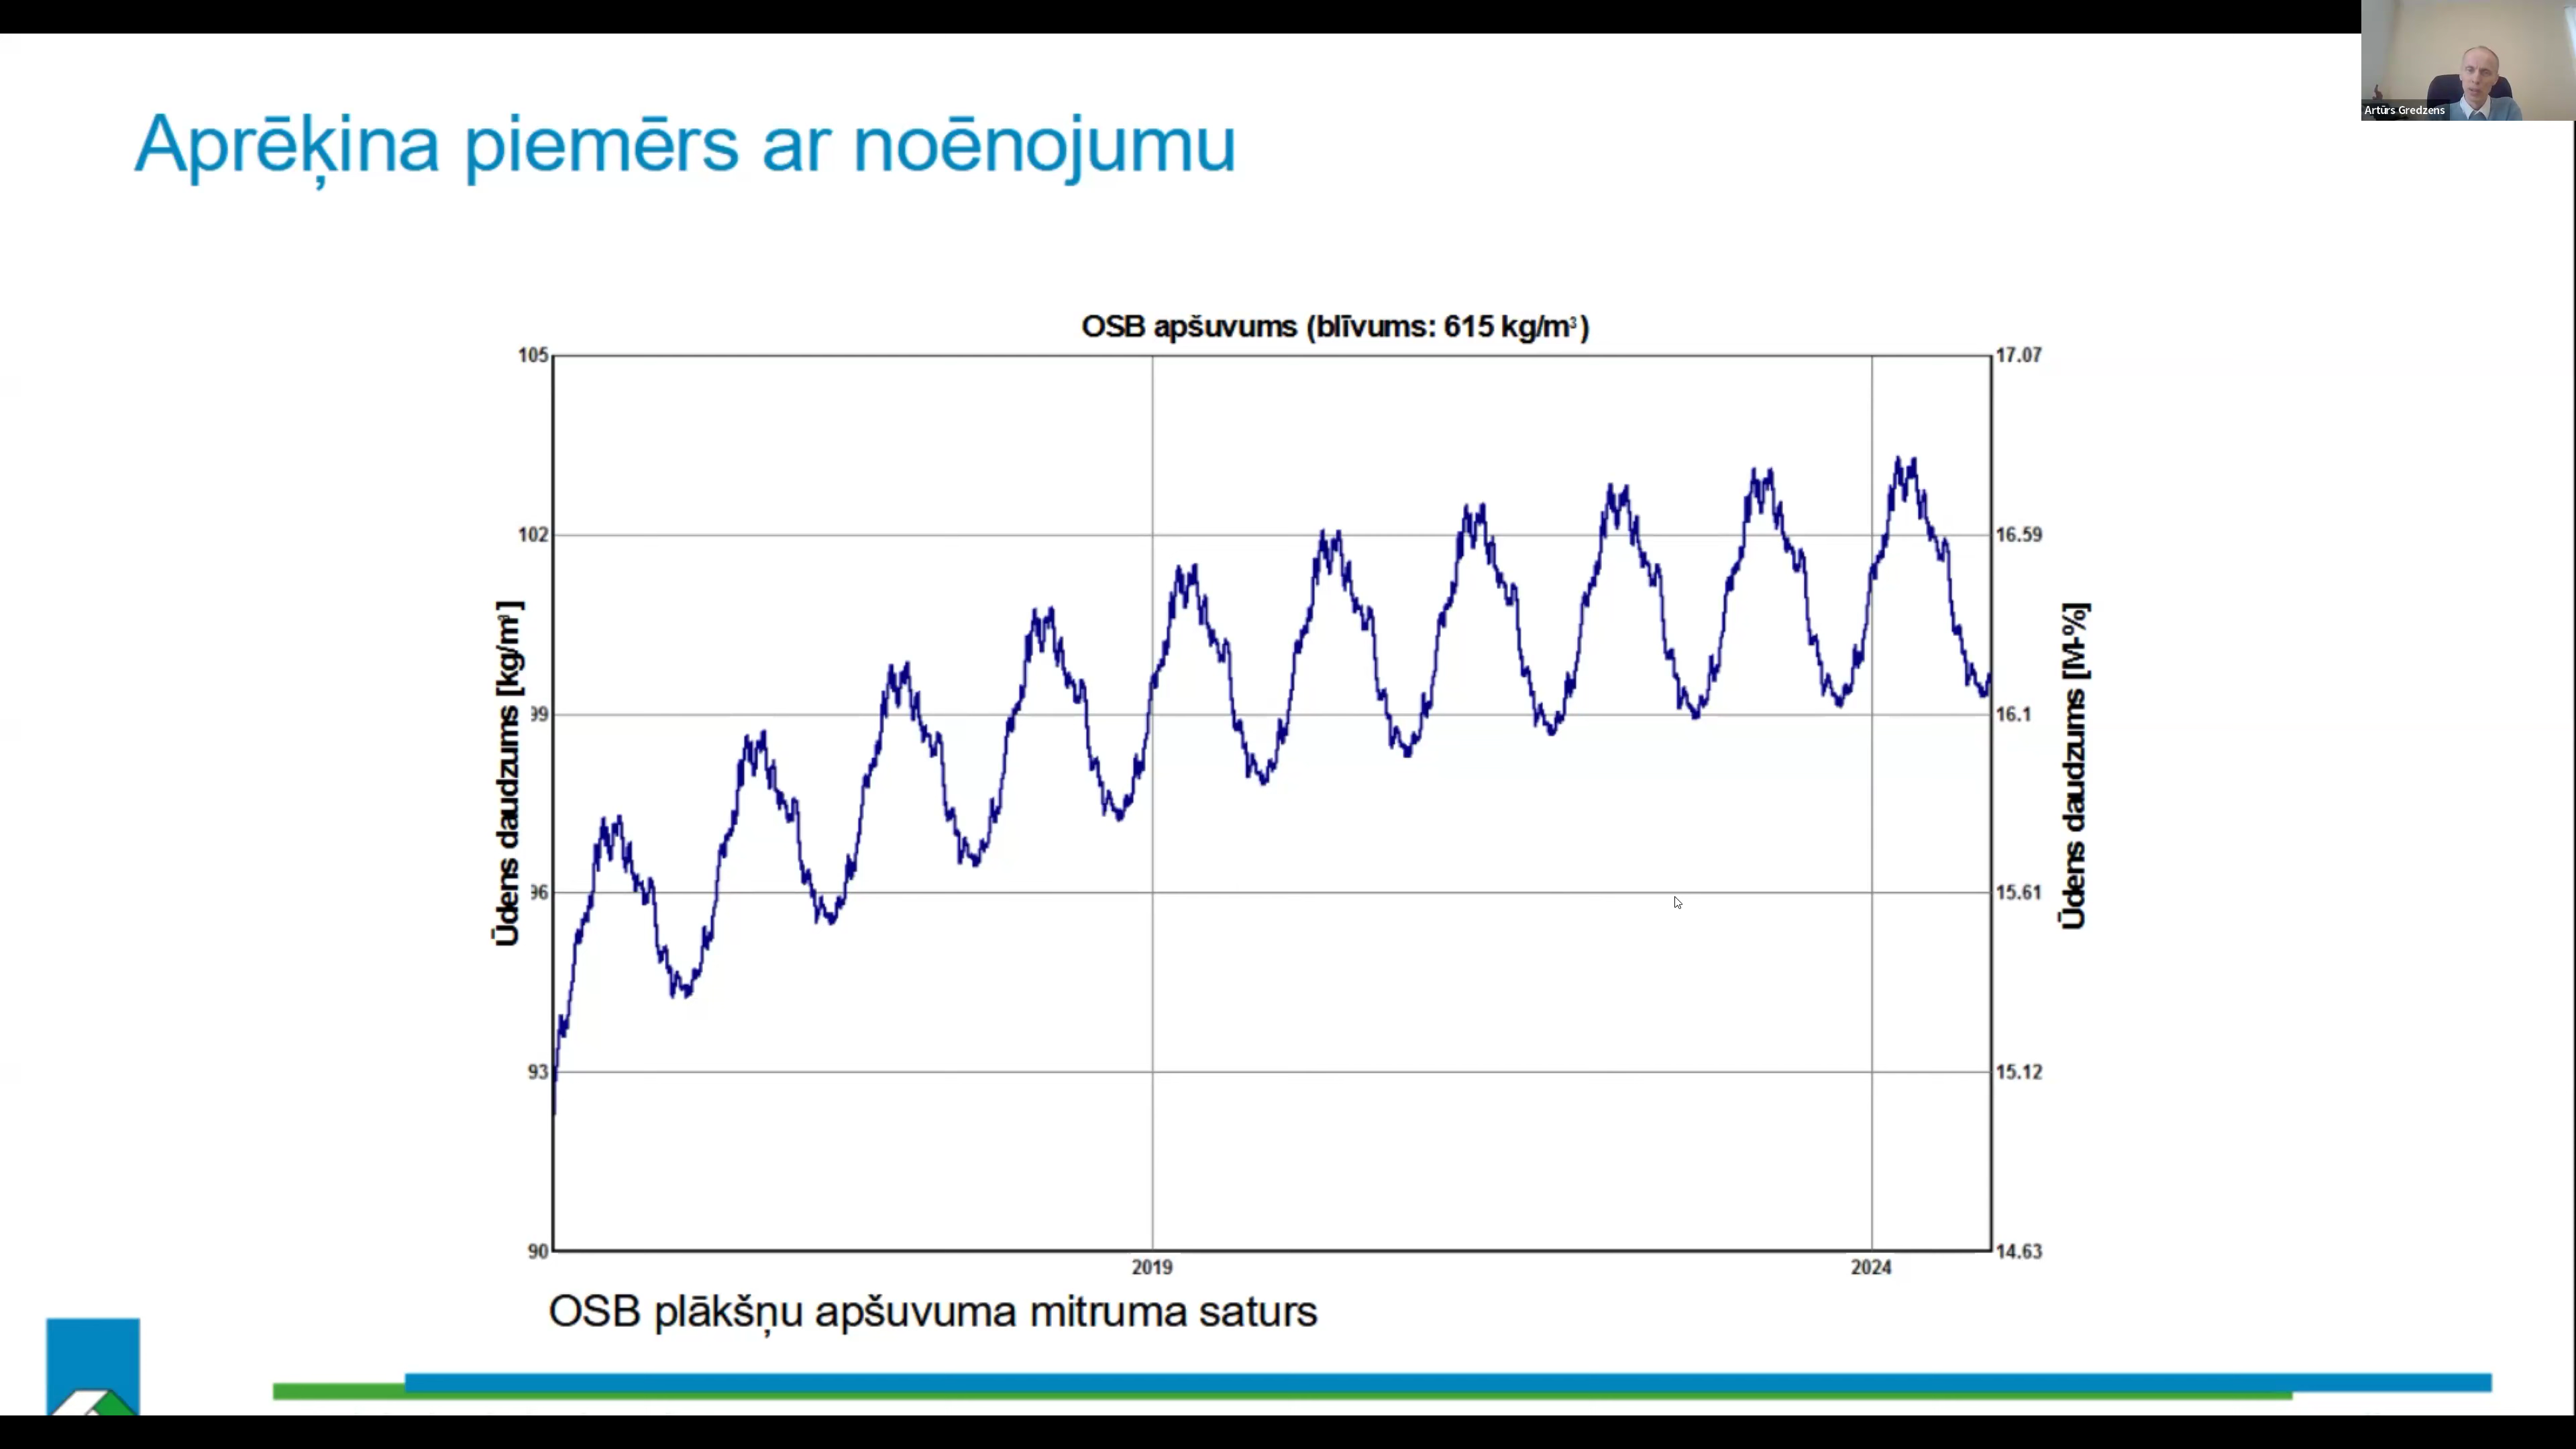 Artūrs Gredzens
Aprēķina piemērs ar noēnojumu
OSB apšuvums (blīvums: 615 kg/m³)
105
102
99
96
93
90
Ūdens daudzums [kg/m³]
17.07
16.59
16.1
15.61
15.12
14.63
Ūdens daudzums [M-%]
2019
2024
OSB plākšņu apšuvuma mitruma saturs